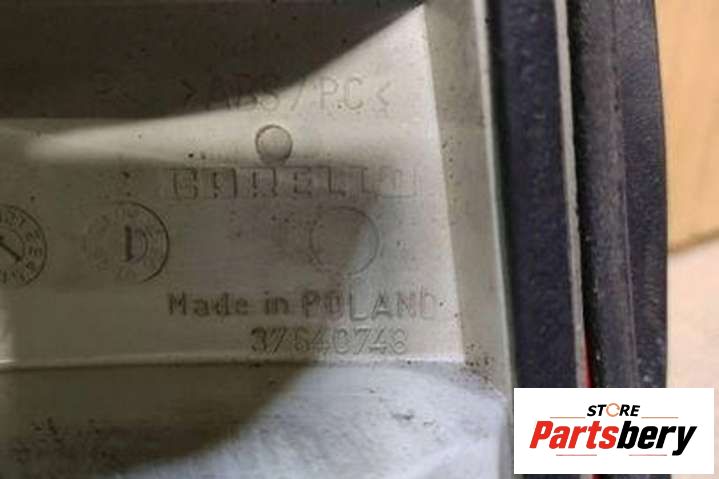 >ABS/PC<
CARELLO
Made in POLAND
37640748
STORE
Partsbery